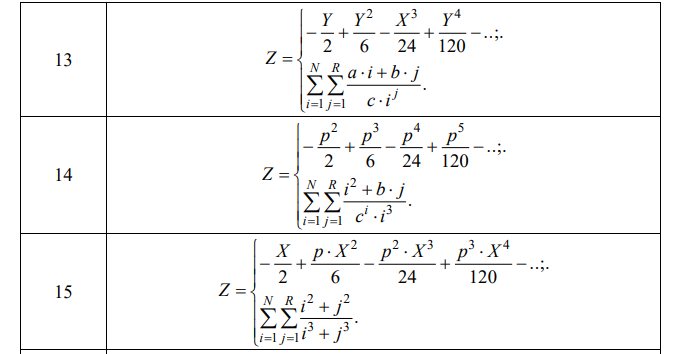 13
Z = { -Y/2 + Y²/6 - X³/24 + Y⁴/120 - ..;.
∑_{i=1}^{N} ∑_{j=1}^{R} (a·i + b·j)/(c·i^j).
14
Z = { -p²/2 + p³/6 - p⁴/24 + p⁵/120 - ..;.
∑_{i=1}^{N} ∑_{j=1}^{R} (i² + b·j)/(c^i·i³).
15
Z = { -X/2 + p·X²/6 - p²·X³/24 + p³·X⁴/120 - ..;.
∑_{i=1}^{N} ∑_{j=1}^{R} (i² + j²)/(i³ + j³).